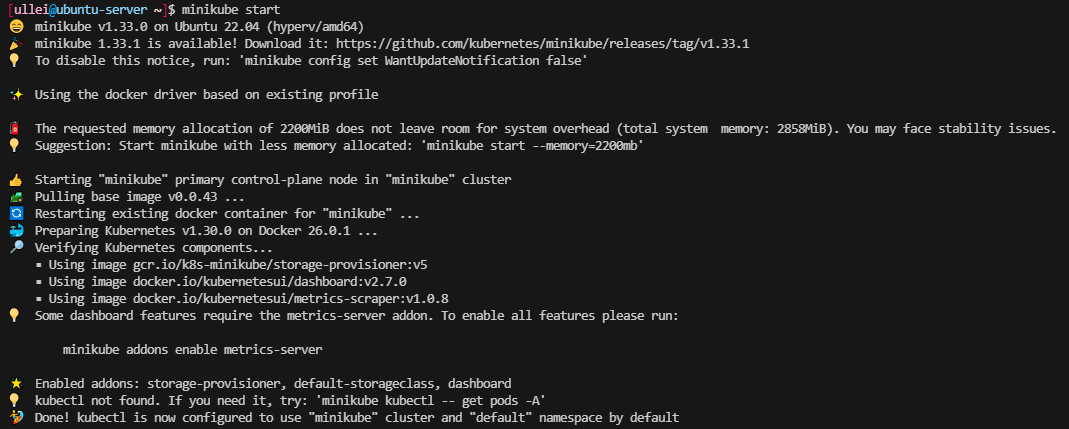 [ullei@ubuntu-server ~]$ minikube start
😄 minikube v1.33.0 on Ubuntu 22.04 (hyperv/amd64)
🎉 minikube 1.33.1 is available! Download it: https://github.com/kubernetes/minikube/releases/tag/v1.33.1
💡 To disable this notice, run: 'minikube config set WantUpdateNotification false'
✨ Using the docker driver based on existing profile
🧯 The requested memory allocation of 2200MiB does not leave room for system overhead (total system  memory: 2858MiB). You may face stability issues.
💡 Suggestion: Start minikube with less memory allocated: 'minikube start --memory=2200mb'
👍 Starting "minikube" primary control-plane node in "minikube" cluster
🚜 Pulling base image v0.0.43 ...
🔄 Restarting existing docker container for "minikube" ...
🐳 Preparing Kubernetes v1.30.0 on Docker 26.0.1 ...
🔎 Verifying Kubernetes components...
▪ Using image gcr.io/k8s-minikube/storage-provisioner:v5
▪ Using image docker.io/kubernetesui/dashboard:v2.7.0
▪ Using image docker.io/kubernetesui/metrics-scraper:v1.0.8
💡 Some dashboard features require the metrics-server addon. To enable all features please run:
minikube addons enable metrics-server
🌟 Enabled addons: storage-provisioner, default-storageclass, dashboard
💡 kubectl not found. If you need it, try: 'minikube kubectl -- get pods -A'
🏄 Done! kubectl is now configured to use "minikube" cluster and "default" namespace by default